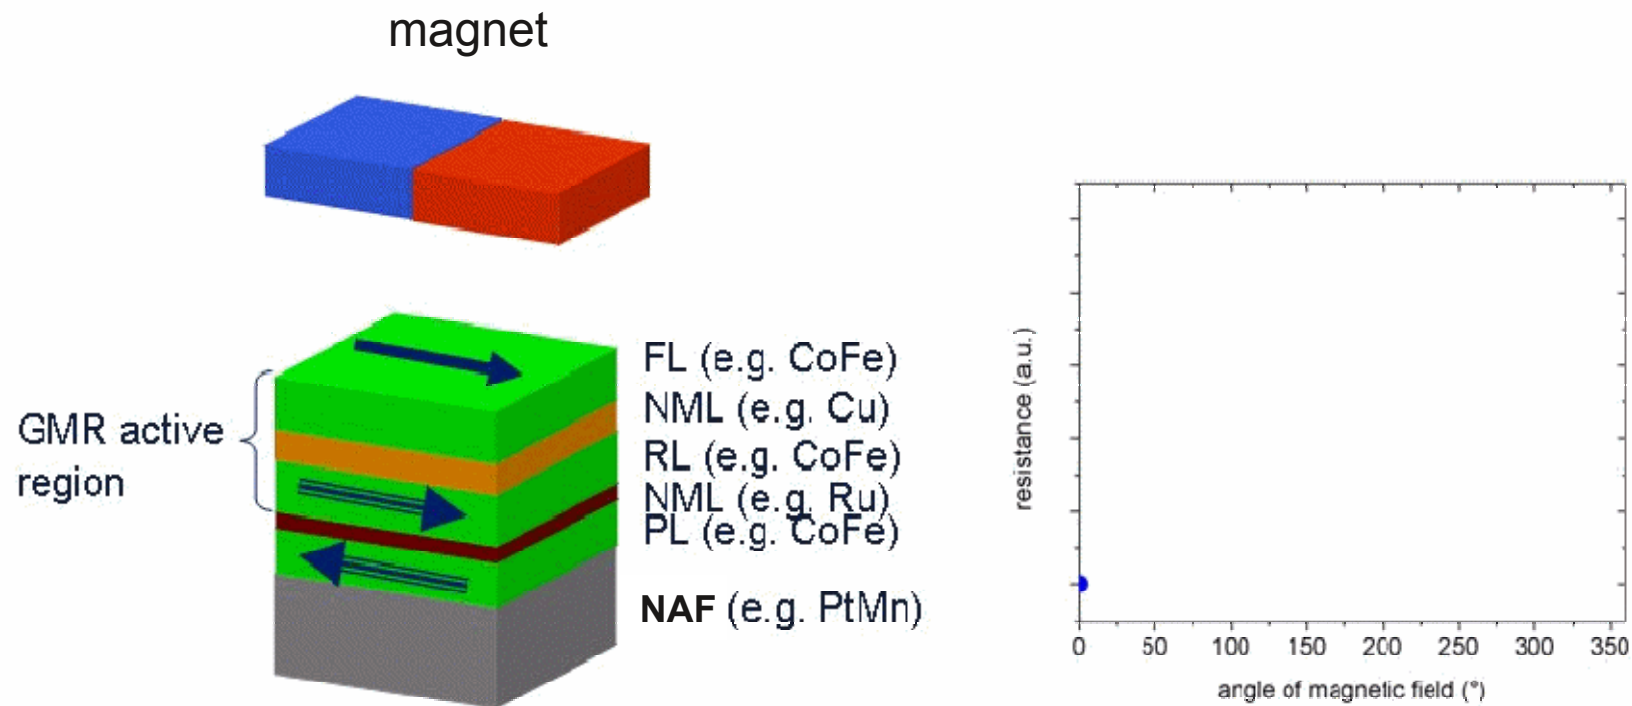 magnet
FL (e.g. CoFe)
NML (e.g. Cu)
GMR active
region
RL (e.g. CoFe)
NML (e.g. Ru)
PL (e.g. CoFe)
NAF (e.g. PtMn)
resistance (a.u.)
0 50 100 150 200 250 300 350
angle of magnetic field (°)